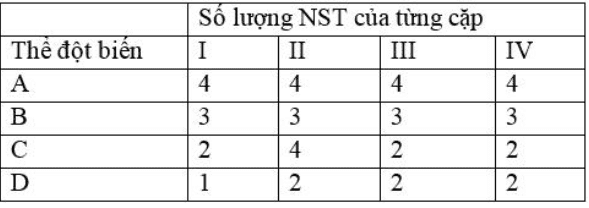 Số lượng NST của từng cặp
Thể đột biến I II III IV
A 4 4 4 4
B 3 3 3 3
C 2 4 2 2
D 1 2 2 2